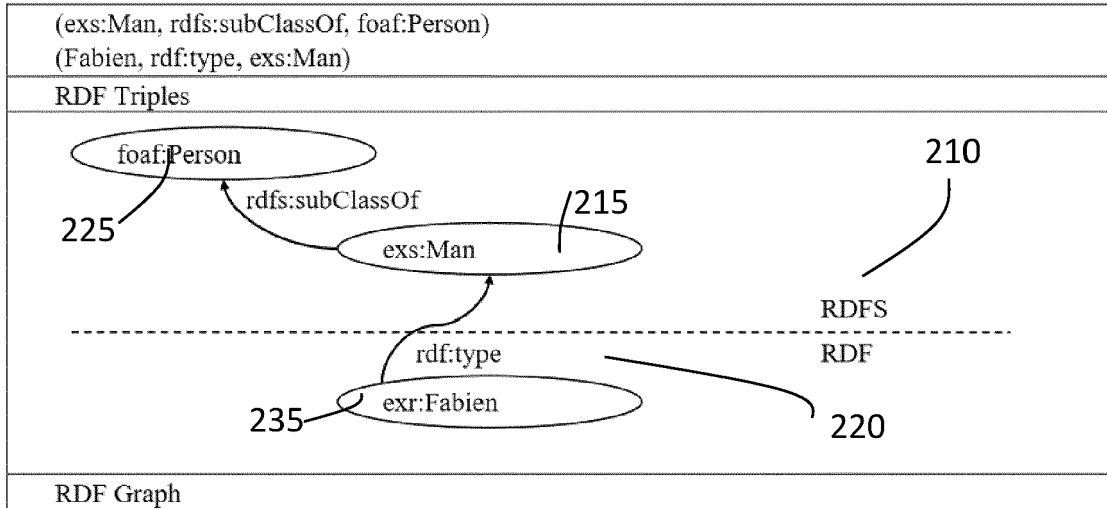 (exs:Man, rdfs:subClassOf, foaf:Person)
(Fabien, rdf:type, exs:Man)
RDF Triples
foaf:Person
210
rdfs:subClassOf
215
225
exs:Man
RDFS
rdf:type
RDF
235
exr:Fabien
220
RDF Graph